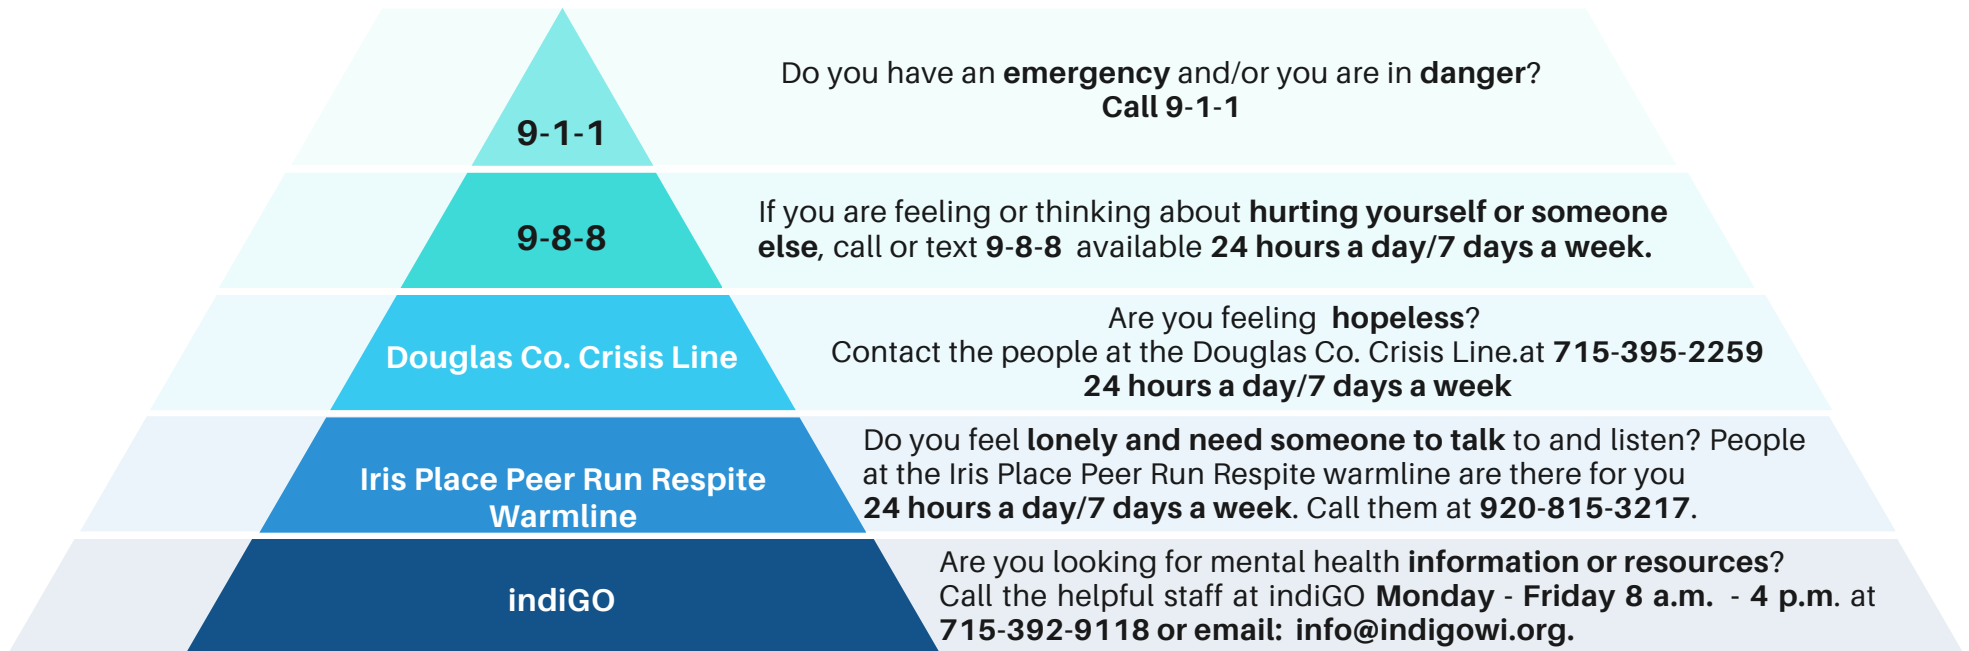 9-1-1
Do you have an emergency and/or you are in danger?
Call 9-1-1
9-8-8
If you are feeling or thinking about hurting yourself or someone
else, call or text 9-8-8  available 24 hours a day/7 days a week.
Douglas Co. Crisis Line
Are you feeling  hopeless?
Contact the people at the Douglas Co. Crisis Line.at 715-395-2259
24 hours a day/7 days a week
Iris Place Peer Run Respite
Warmline
Do you feel lonely and need someone to talk to and listen? People
at the Iris Place Peer Run Respite warmline are there for you
24 hours a day/7 days a week. Call them at 920-815-3217.
indiGO
Are you looking for mental health information or resources?
Call the helpful staff at indiGO Monday - Friday 8 a.m.  - 4 p.m. at
715-392-9118 or email:  info@indigowi.org.